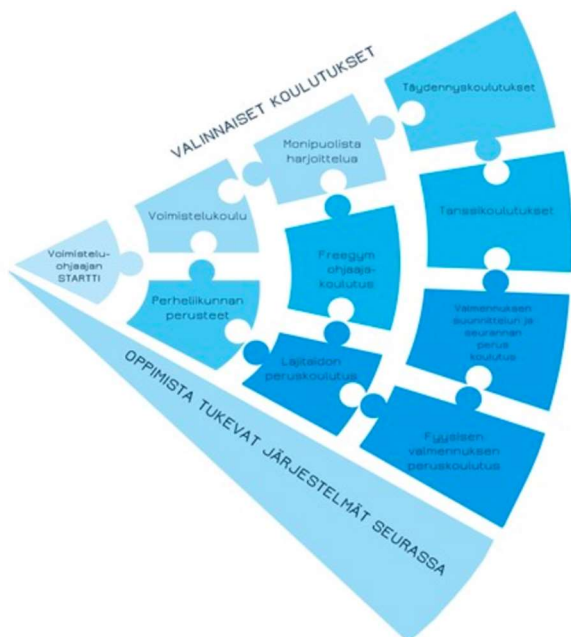 VALINNAISET KOULUTUKSET
Täydennyskoulutukset
Monipuolista
harjoittelua
Voimistelukoulu
Tanssikoulutukset
Voimistelu-
ohjaajan
STARTTI
Freegym
ohjaaja-
koulutus
Perheliikunnan
perusteet
Valmennuksen
suunnittelun ja
seurannan
perus
koulutus
Lajitaidon
peruskoulutus
Fyysisen
valmennuksen
peruskoulutus
OPPIMISTA TUKEVAT JÄRJESTELMÄT SEURASSA